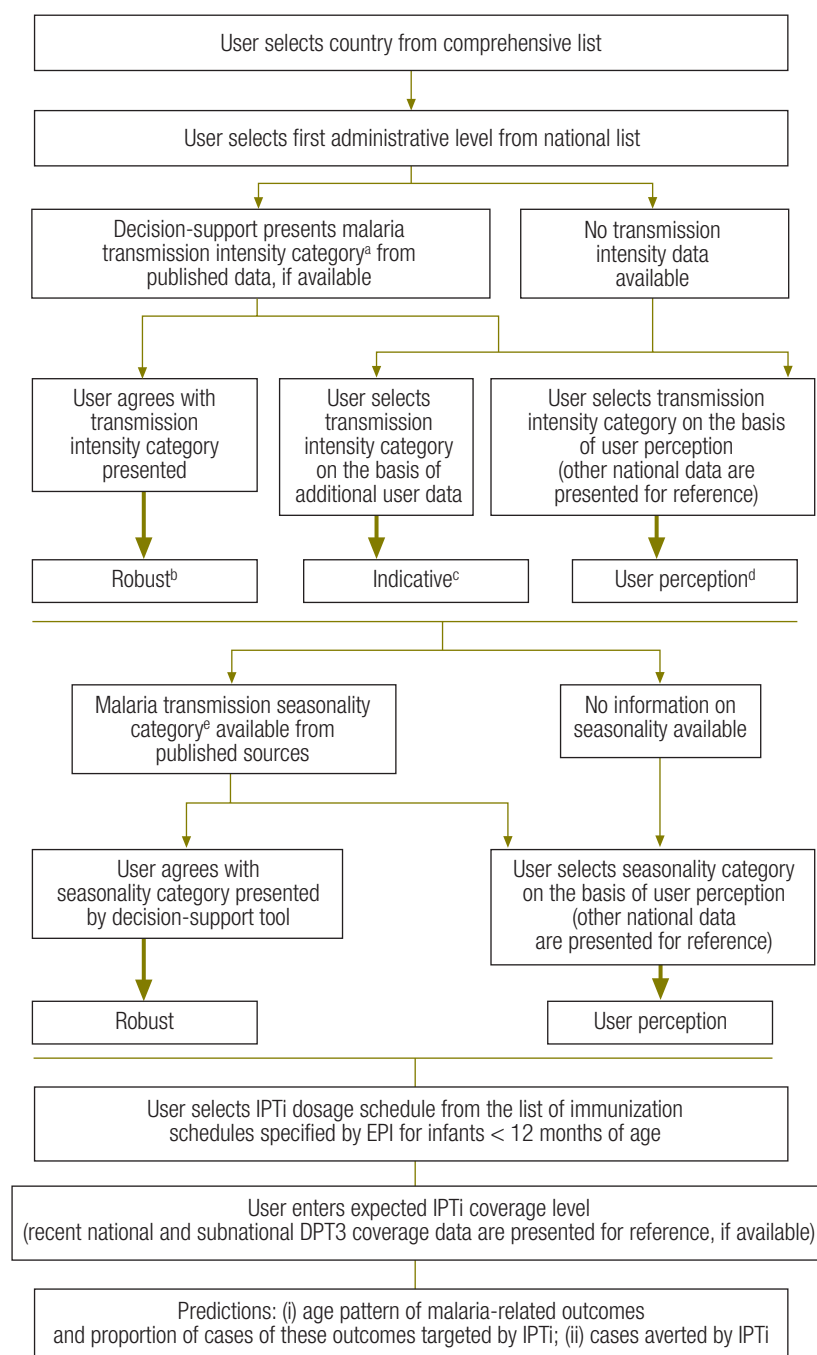 User selects country from comprehensive list
User selects first administrative level from national list
Decision-support presents malaria
transmission intensity categoryᵃ from
published data, if available
No transmission
intensity data
available
User agrees with
transmission
intensity category
presented
User selects
transmission
intensity category
on the basis of
additional user data
User selects transmission
intensity category on the basis
of user perception
(other national data are
presented for reference)
Robustᵇ
Indicativeᶜ
User perceptionᵈ
Malaria transmission seasonality
categoryᵉ available from
published sources
No information on
seasonality available
User agrees with
seasonality category presented
by decision-support tool
User selects seasonality category
on the basis of user perception
(other national data
are presented for reference)
Robust
User perception
User selects IPTi dosage schedule from the list of immunization
schedules specified by EPI for infants < 12 months of age
User enters expected IPTi coverage level
(recent national and subnational DPT3 coverage data are presented for reference, if available)
Predictions: (i) age pattern of malaria-related outcomes
and proportion of cases of these outcomes targeted by IPTi; (ii) cases averted by IPTi